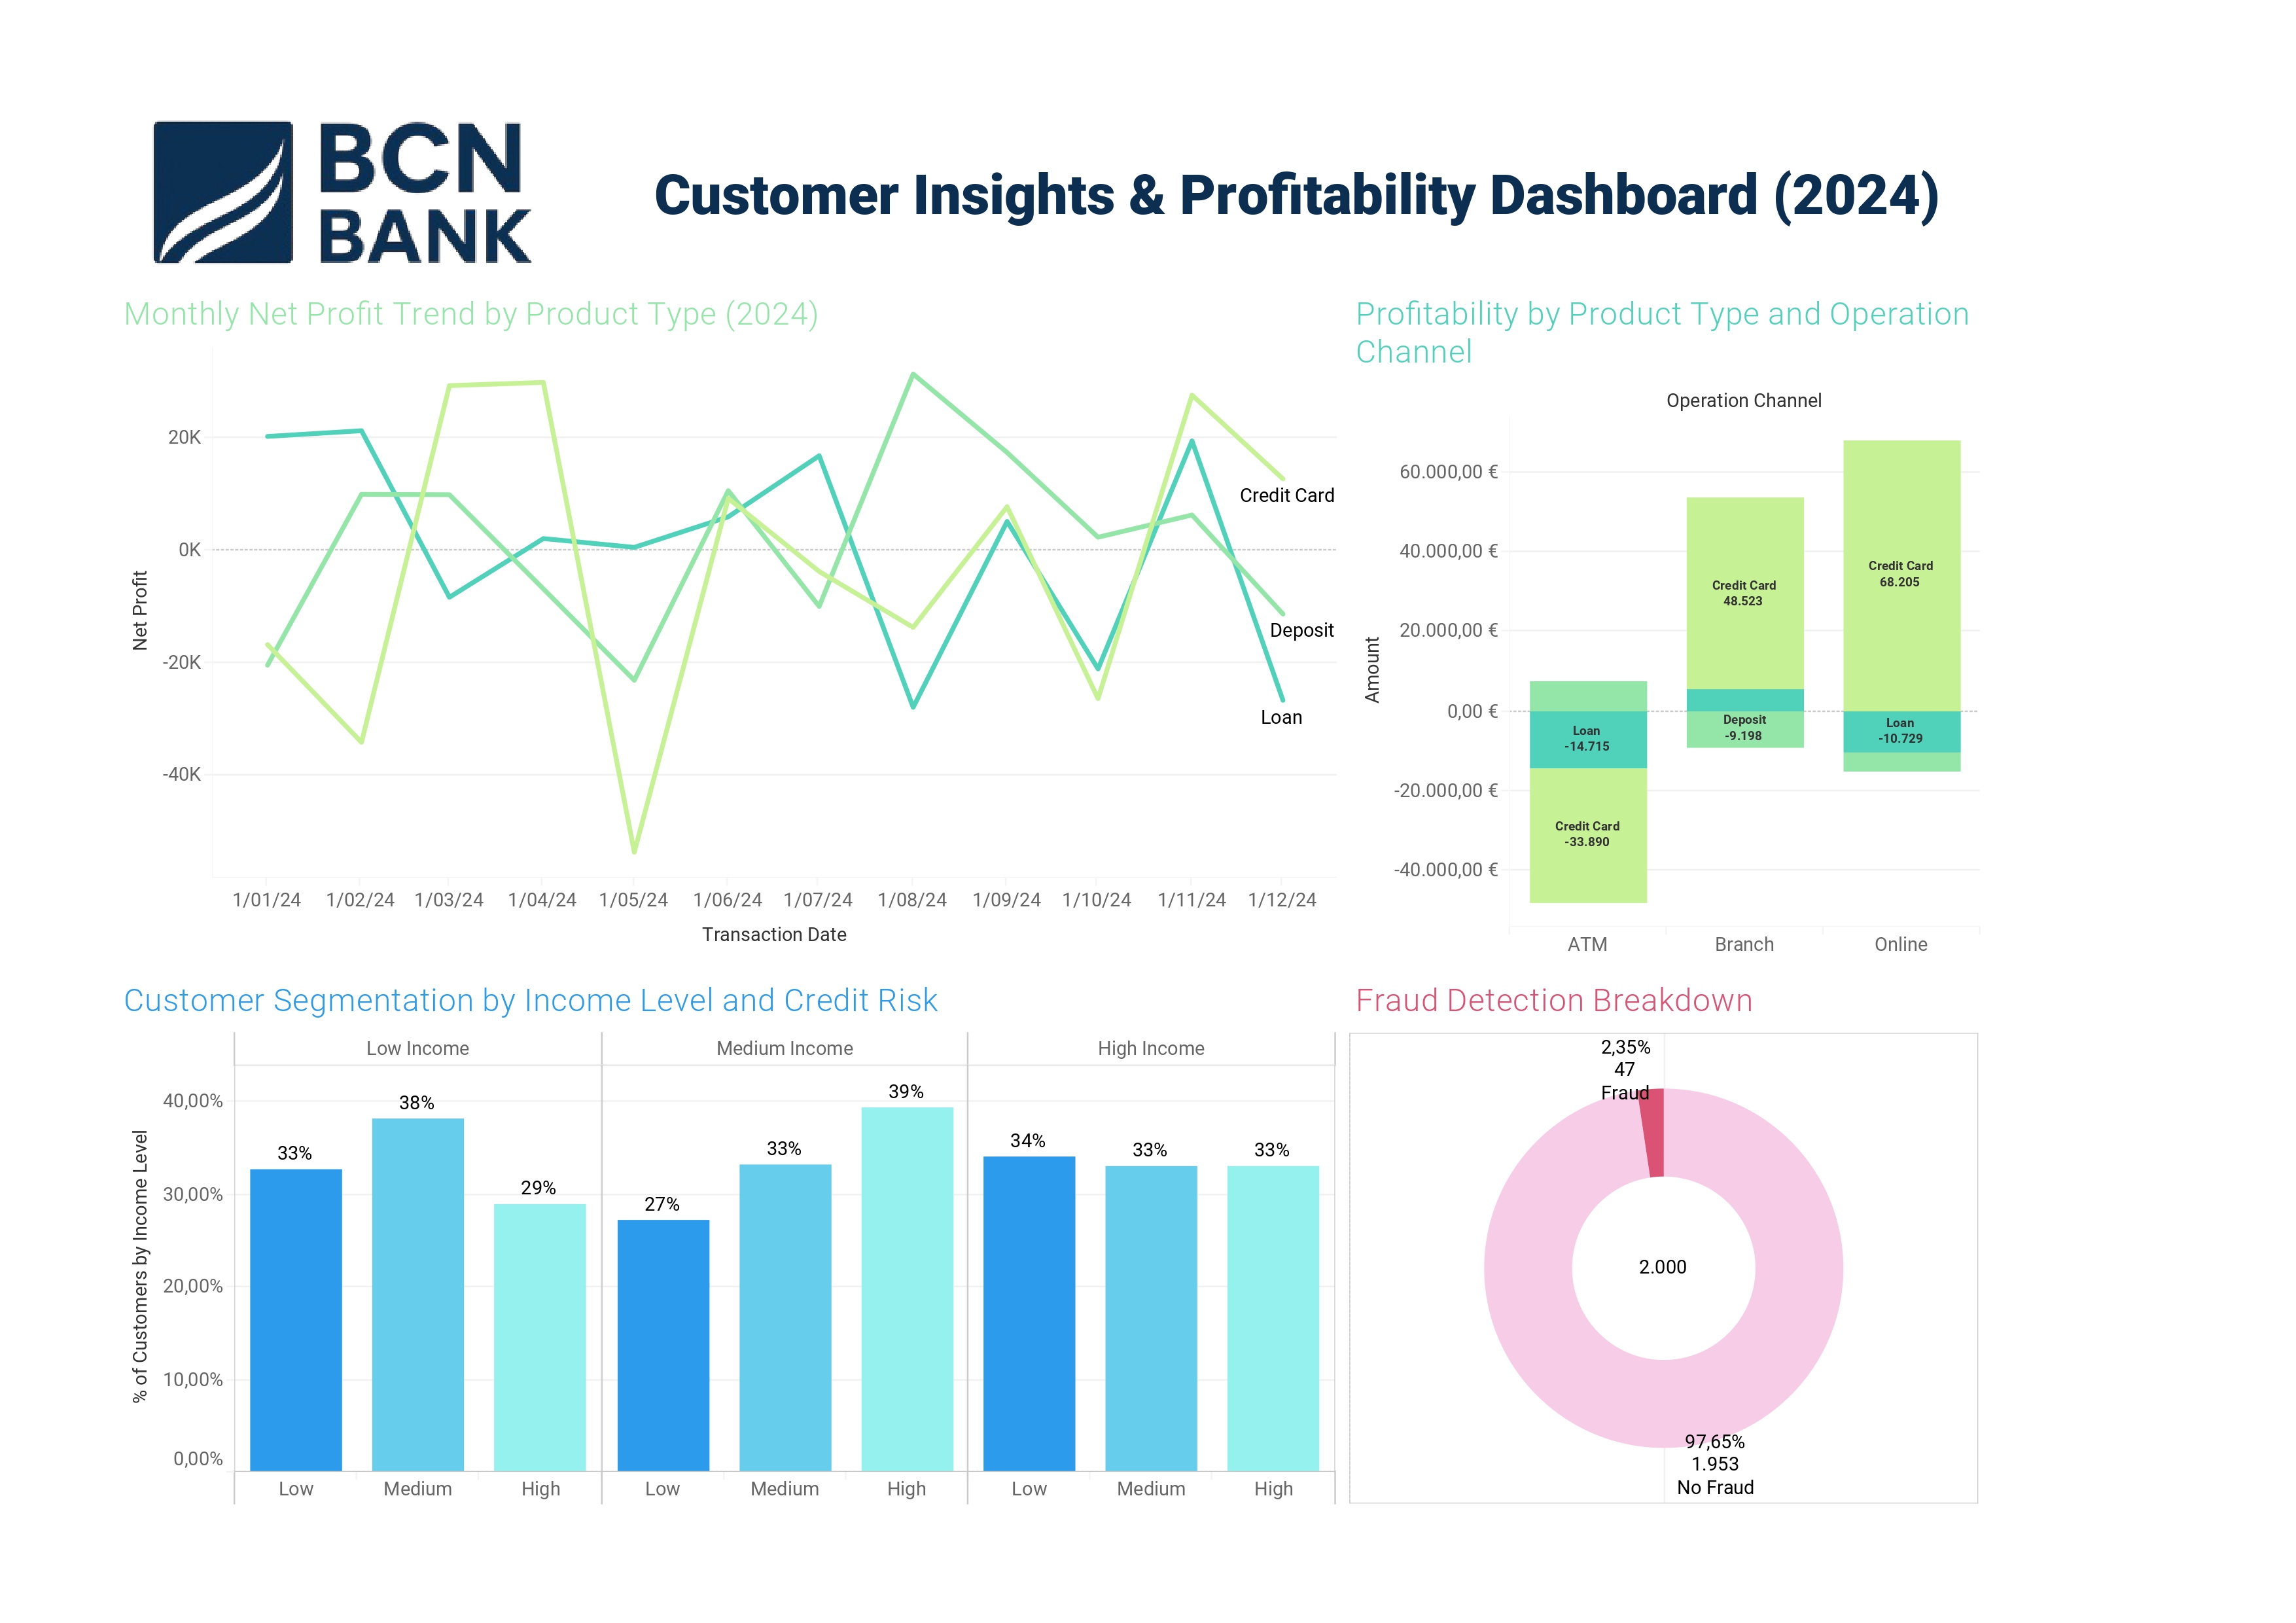 BCN
BANK
Customer Insights & Profitability Dashboard (2024)
Monthly Net Profit Trend by Product Type (2024)
20K
0K
-20K
-40K
Net Profit
Credit Card
Deposit
Loan
1/01/24 1/02/24 1/03/24 1/04/24 1/05/24 1/06/24 1/07/24 1/08/24 1/09/24 1/10/24 1/11/24 1/12/24
Transaction Date
Profitability by Product Type and Operation
Channel
Operation Channel
60.000,00 €
40.000,00 €
20.000,00 €
0,00 €
-20.000,00 €
-40.000,00 €
Amount
Loan
-14.715
Credit Card
-33.890
Credit Card
48.523
Deposit
-9.198
Credit Card
68.205
Loan
-10.729
ATM Branch Online
Customer Segmentation by Income Level and Credit Risk
Low Income Medium Income High Income
40,00%
30,00%
20,00%
10,00%
0,00%
% of Customers by Income Level
33% 38% 29% 27% 33% 39% 34% 33% 33%
Low Medium High Low Medium High Low Medium High
Fraud Detection Breakdown
2,35%
47
Fraud
2.000
97,65%
1.953
No Fraud